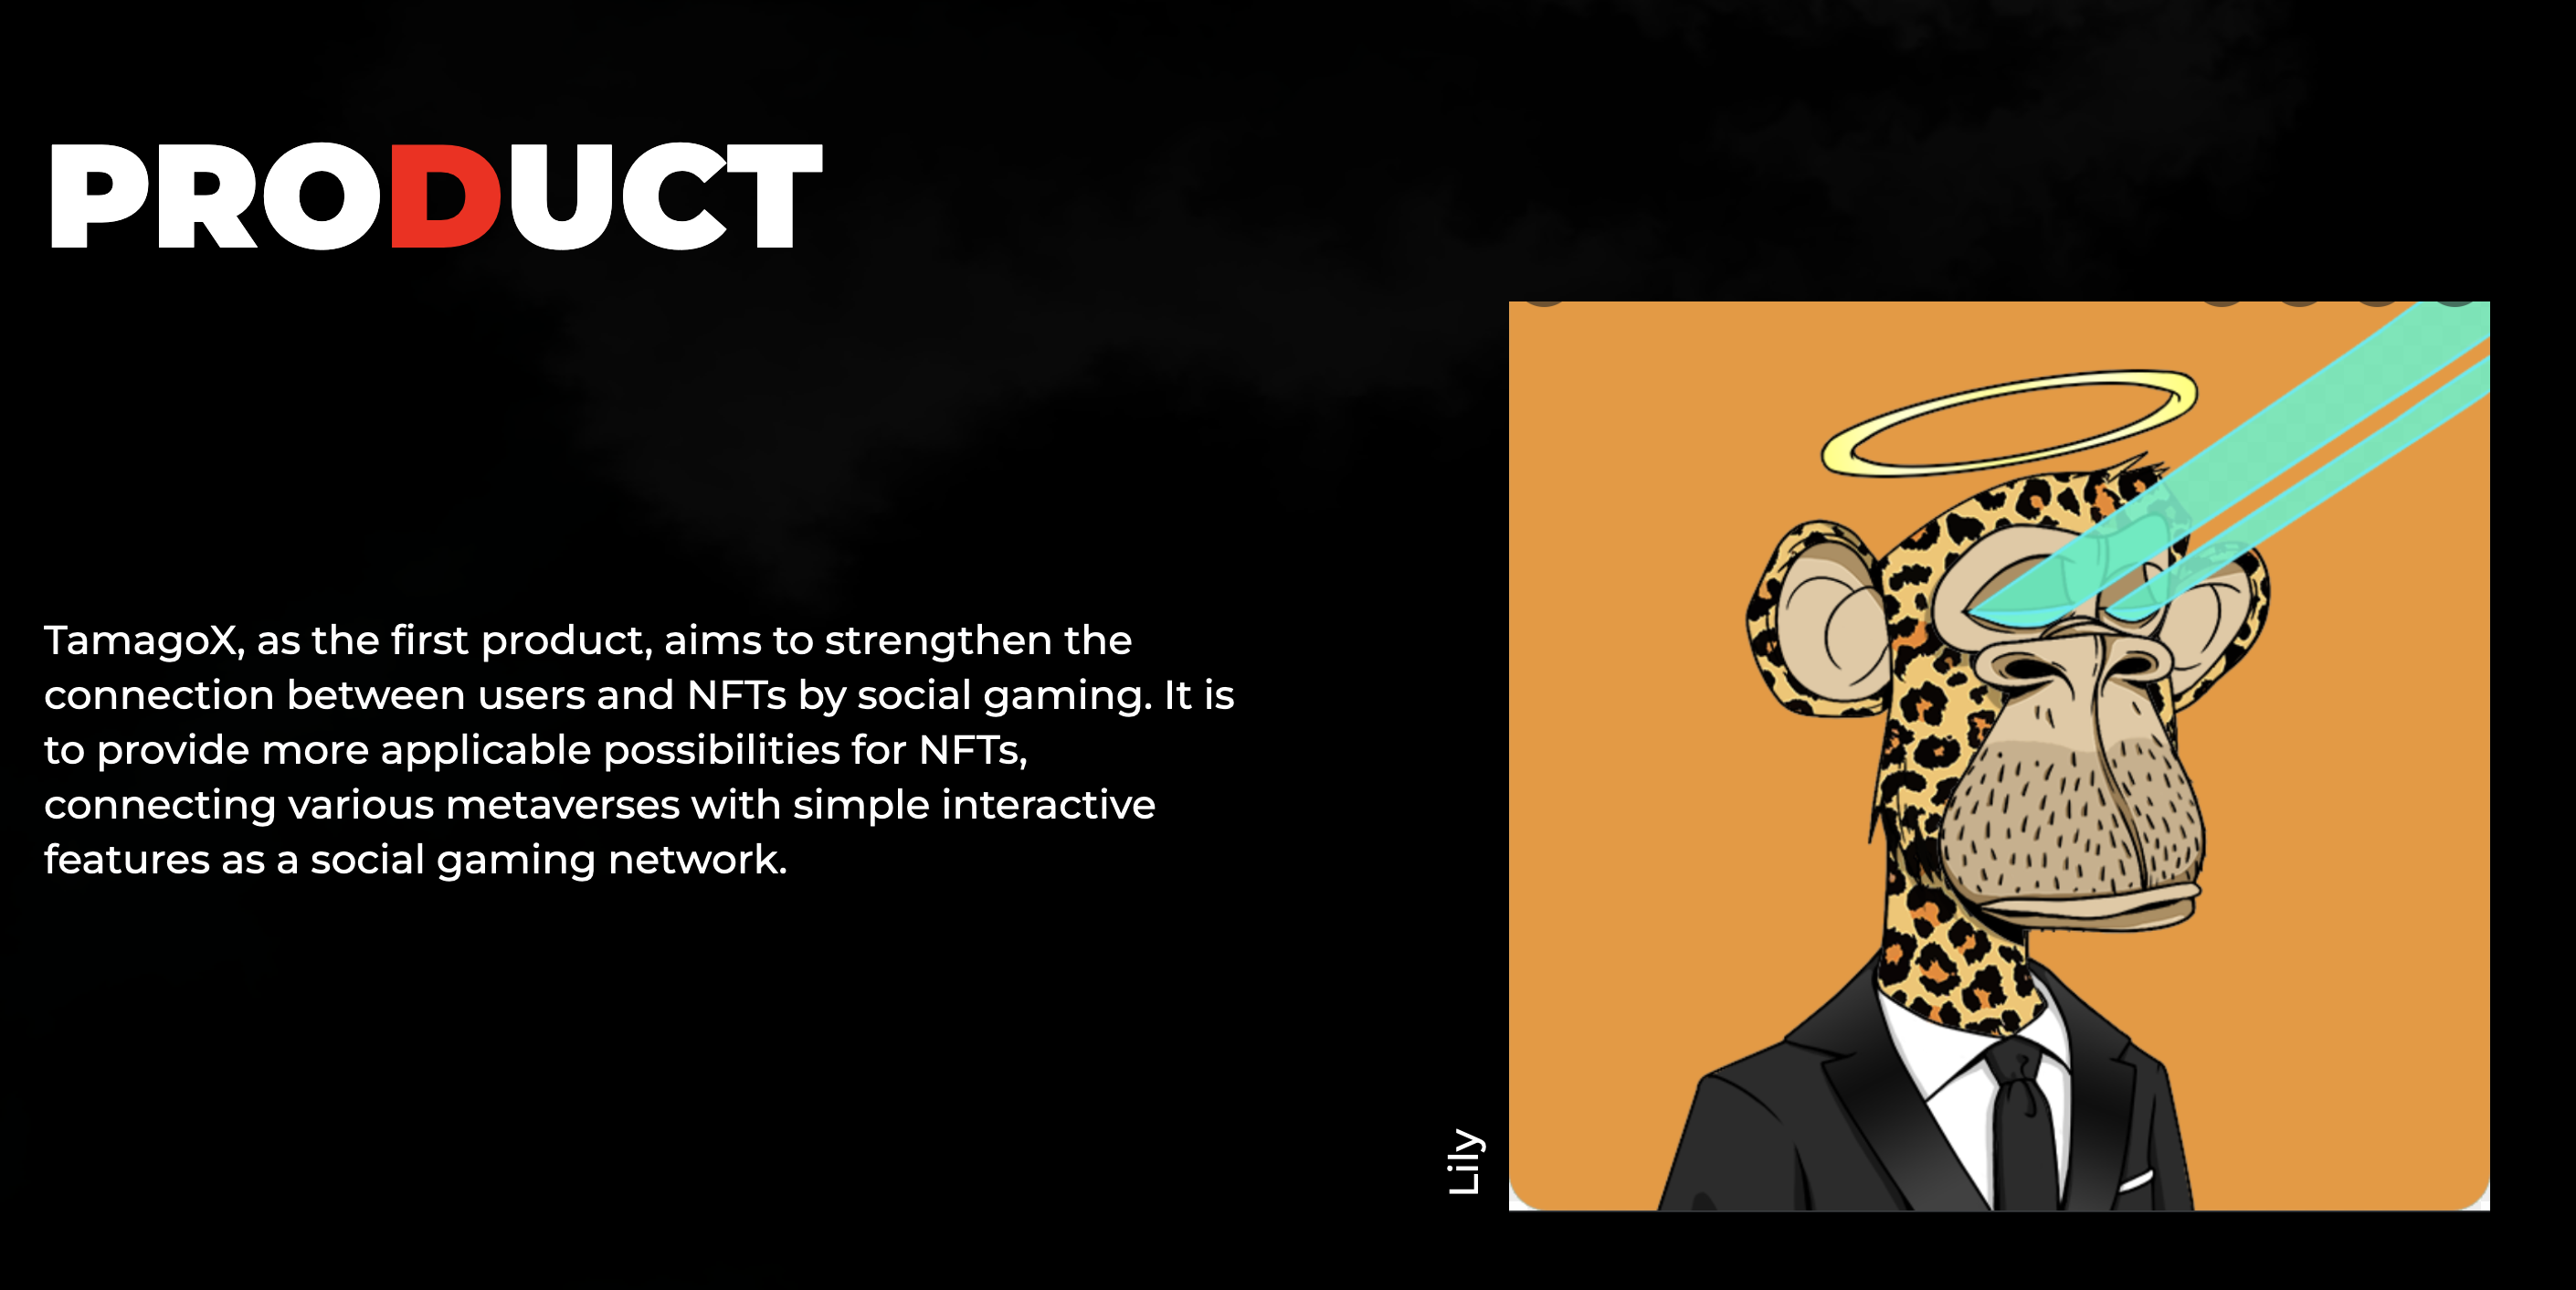 PRODUCT
TamagoX, as the first product, aims to strengthen the
connection between users and NFTs by social gaming. It is
to provide more applicable possibilities for NFTs,
connecting various metaverses with simple interactive
features as a social gaming network.
Lily